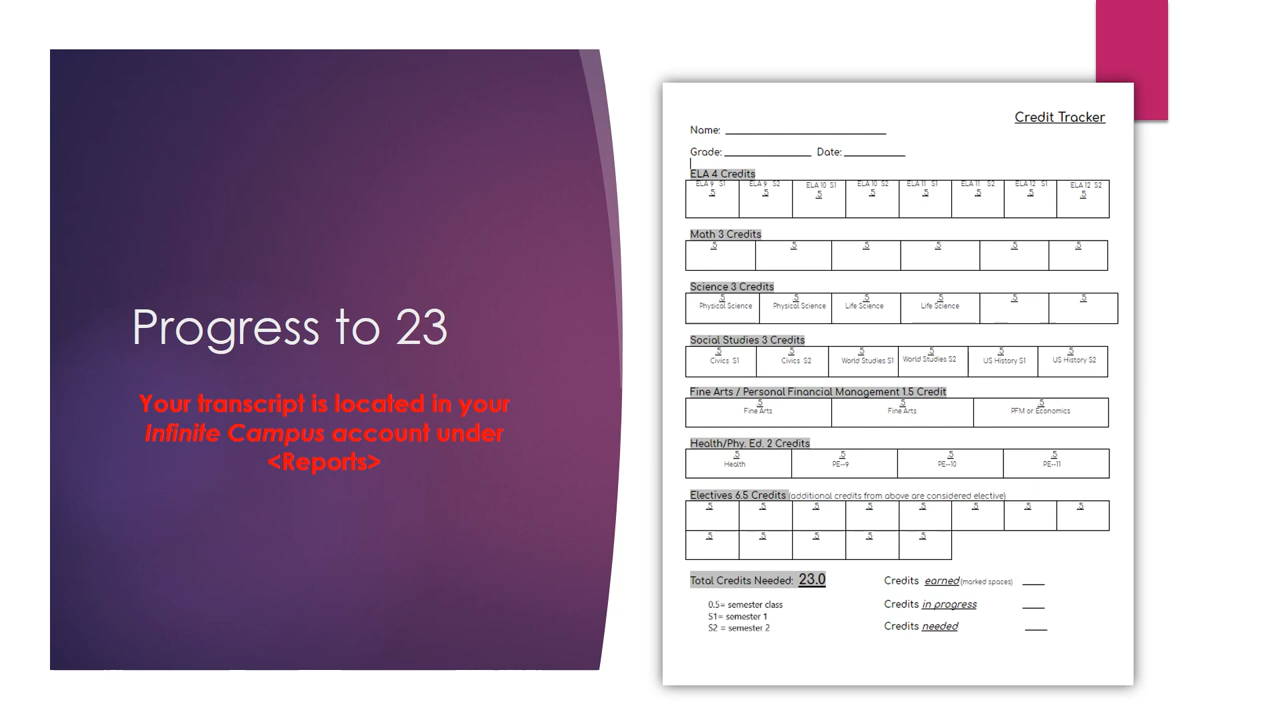 Progress to 23
Your transcript is located in your
Infinite Campus account under
<Reports>
Credit Tracker
Name: ____________________
Grade: ____________ Date: ________
ELA 4 Credits
ELA 9 S1 ELA 9 S2 ELA 10 S1 ELA 10 S2 ELA 11 S1 ELA 11 S2 ELA 12 S1 ELA 12 S2
.5 .5 .5 .5 .5 .5 .5 .5
Math 3 Credits
.5 .5 .5 .5 .5 .5
Science 3 Credits
.5 .5 .5 .5 .5 .5
Physical Science Physical Science Life Science Life Science
Social Studies 3 Credits
.5 .5 .5 .5 .5 .5
Civics S1 Civics S2 World Studies S1 World Studies S2 US History S1 US History S2
Fine Arts / Personal Financial Management 1.5 Credit
.5 .5 .5
Fine Arts Fine Arts PFM or Economics
Health/Phy. Ed. 2 Credits
.5 .5 .5 .5
Health PE--9 PE--10 PE--11
Electives 6.5 Credits (additional credits from above are considered elective)
.5 .5 .5 .5 .5 .5 .5 .5
.5 .5 .5 .5 .5
Total Credits Needed: 23.0
0.5= semester class
S1= semester 1
S2 = semester 2
Credits earned (marked spaces) ___
Credits in progress ___
Credits needed ___